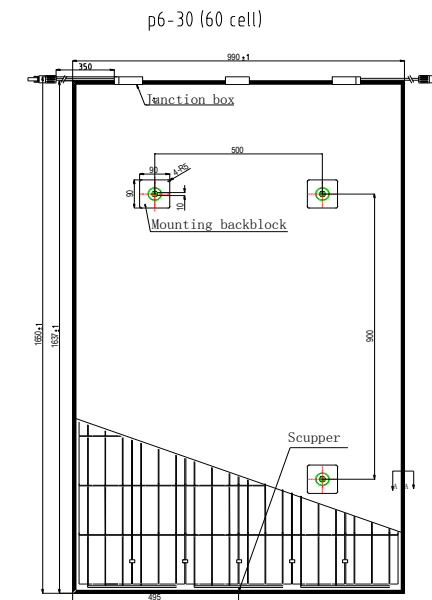 p6-30 (60 cell)
990±1
350
Junction box
500
90
4-R5
90
10
Mounting backblock
1650±1
1637±1
900
Scupper
A A
495